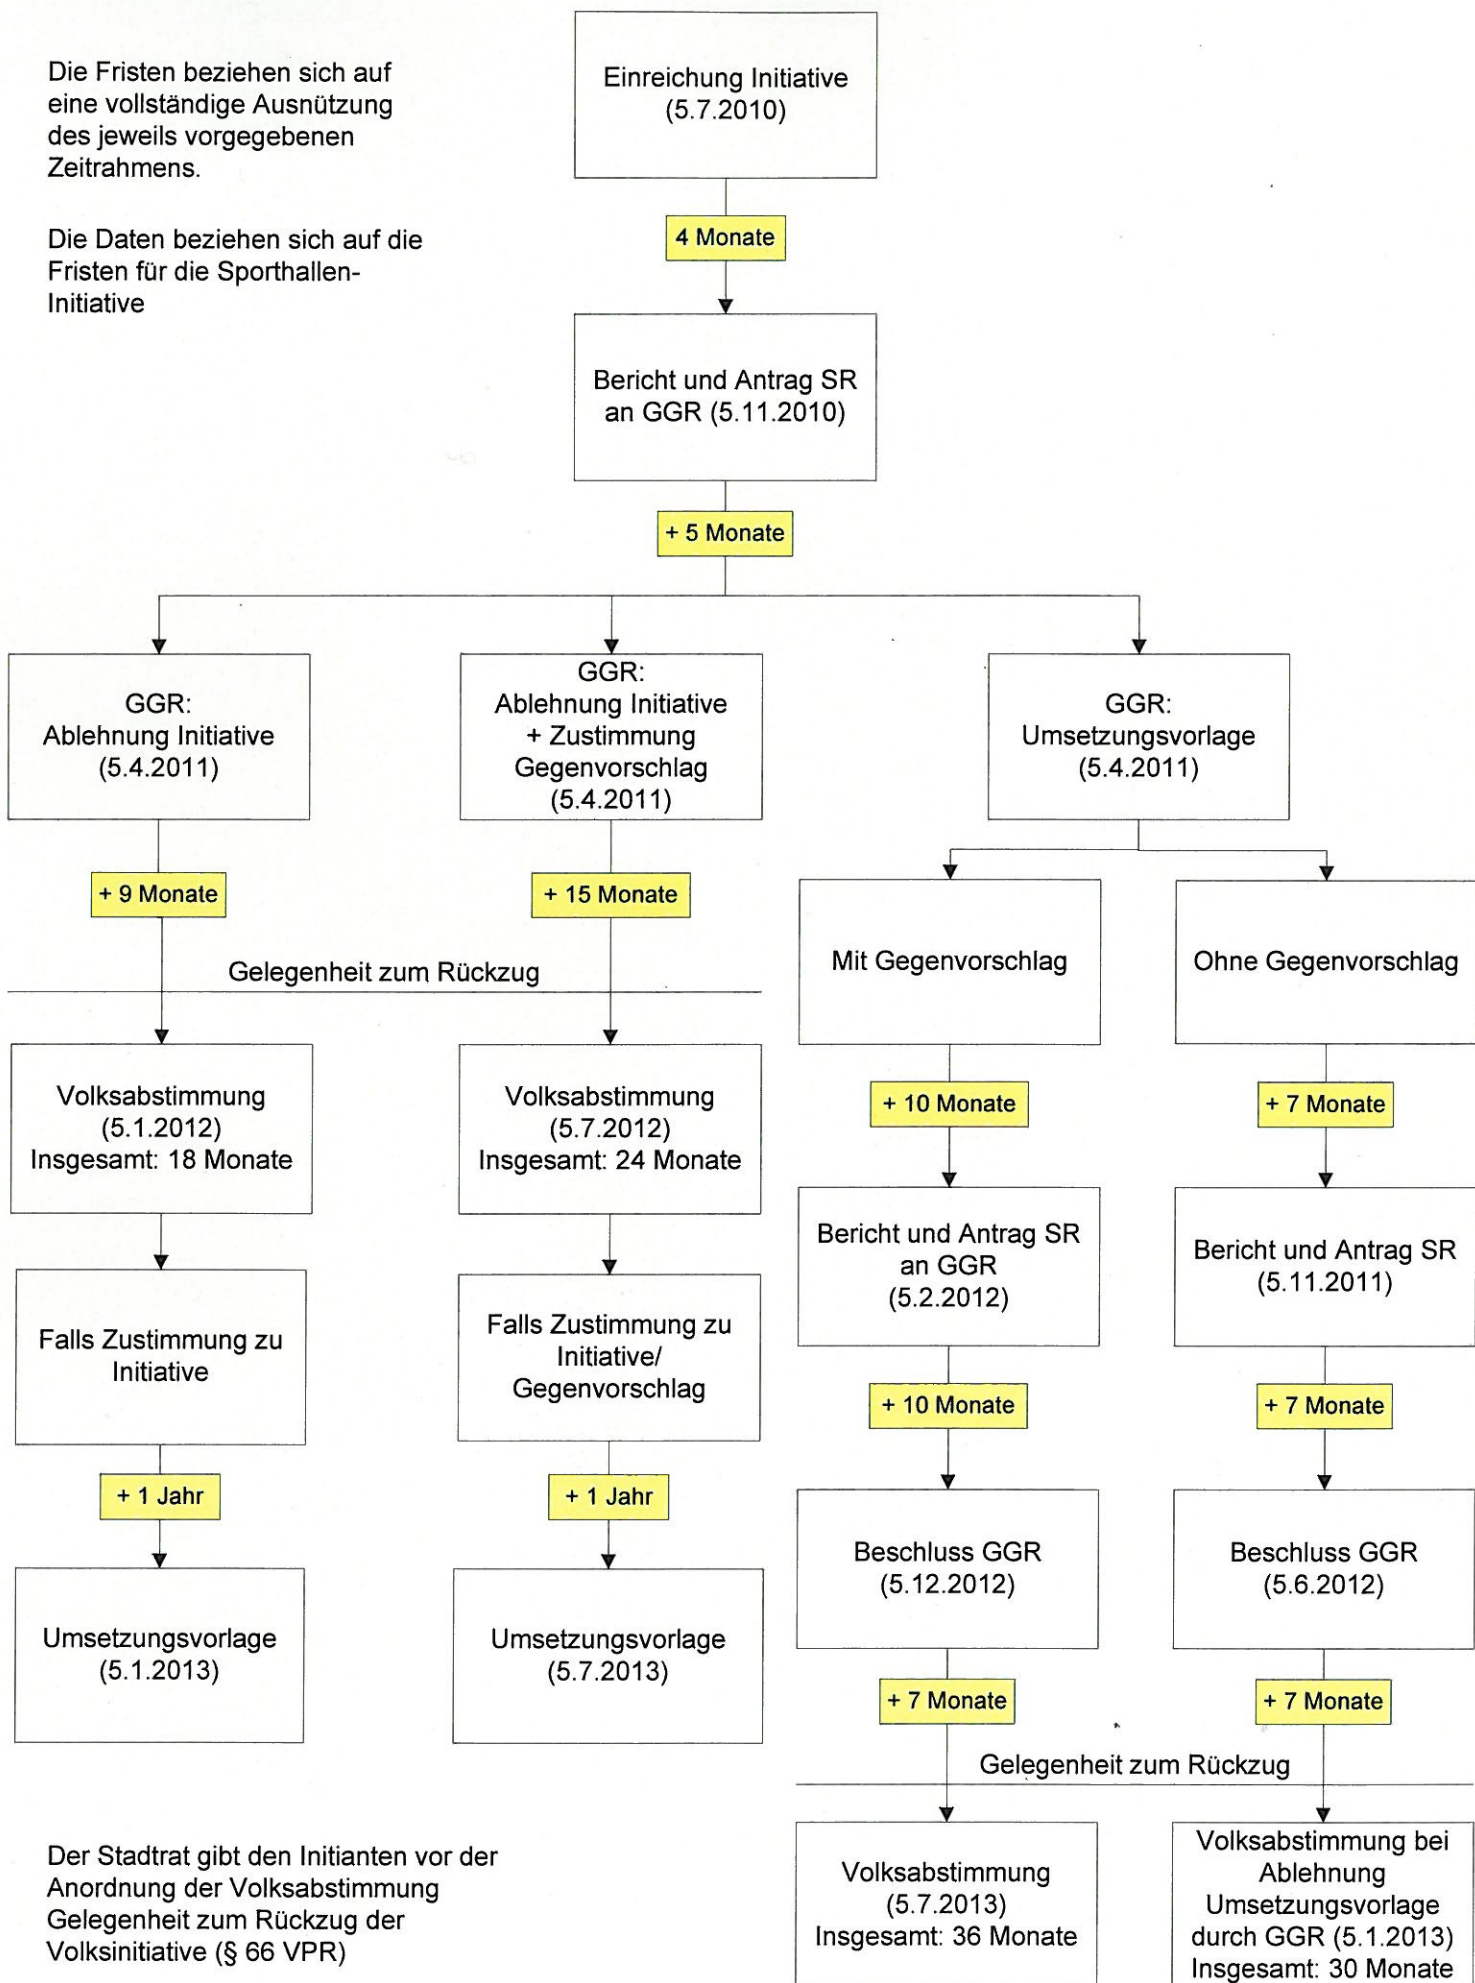 Die Fristen beziehen sich auf
eine vollständige Ausnützung
des jeweils vorgegebenen
Zeitrahmens.
Die Daten beziehen sich auf die
Fristen für die Sporthallen-
Initiative
Einreichung Initiative
(5.7.2010)
4 Monate
Bericht und Antrag SR
an GGR (5.11.2010)
+ 5 Monate
GGR:
Ablehnung Initiative
(5.4.2011)
GGR:
Ablehnung Initiative
+ Zustimmung
Gegenvorschlag
(5.4.2011)
GGR:
Umsetzungsvorlage
(5.4.2011)
+ 9 Monate
+ 15 Monate
Gelegenheit zum Rückzug
Mit Gegenvorschlag
Ohne Gegenvorschlag
Volksabstimmung
(5.1.2012)
Insgesamt: 18 Monate
Volksabstimmung
(5.7.2012)
Insgesamt: 24 Monate
+ 10 Monate
+ 7 Monate
Bericht und Antrag SR
an GGR
(5.2.2012)
Bericht und Antrag SR
(5.11.2011)
Falls Zustimmung zu
Initiative
Falls Zustimmung zu
Initiative/
Gegenvorschlag
+ 10 Monate
+ 7 Monate
+ 1 Jahr
+ 1 Jahr
Beschluss GGR
(5.12.2012)
Beschluss GGR
(5.6.2012)
Umsetzungsvorlage
(5.1.2013)
Umsetzungsvorlage
(5.7.2013)
+ 7 Monate
+ 7 Monate
Gelegenheit zum Rückzug
Der Stadtrat gibt den Initianten vor der
Anordnung der Volksabstimmung
Gelegenheit zum Rückzug der
Volksinitiative (§ 66 VPR)
Volksabstimmung
(5.7.2013)
Insgesamt: 36 Monate
Volksabstimmung bei
Ablehnung
Umsetzungsvorlage
durch GGR (5.1.2013)
Insgesamt: 30 Monate